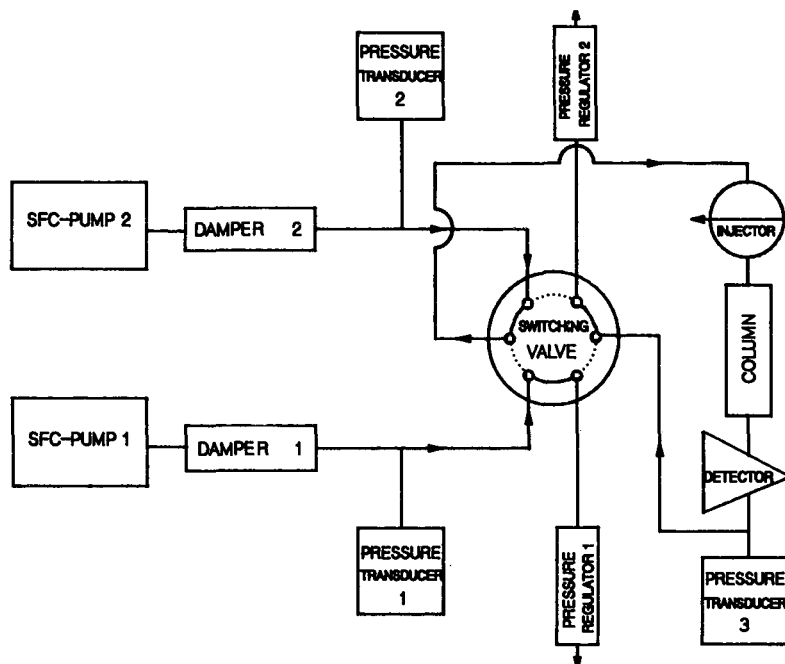 PRESSURE
TRANSDUCER
2
PRESSURE
REGULATOR 2
SFC-PUMP 2
DAMPER 2
INJECTOR
SWITCHING
VALVE
COLUMN
SFC-PUMP 1
DAMPER 1
DETECTOR
PRESSURE
TRANSDUCER
1
PRESSURE
REGULATOR 1
PRESSURE
TRANSDUCER
3